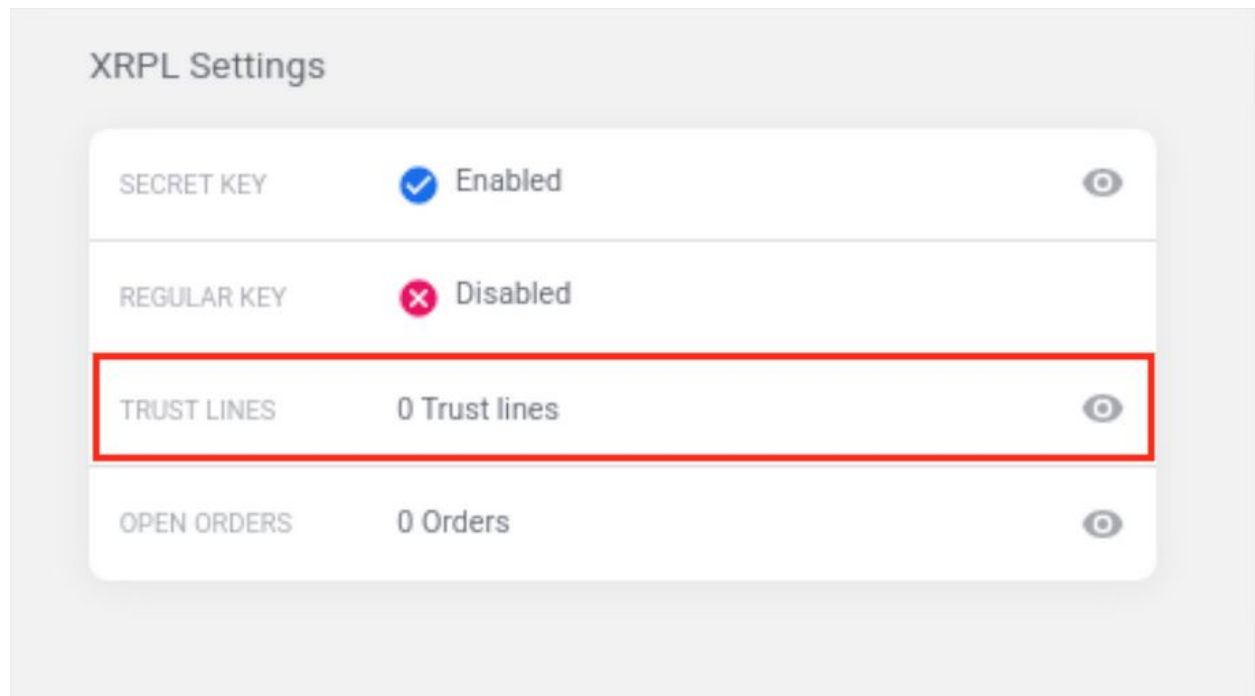 XRPL Settings
SECRET KEY Enabled
REGULAR KEY Disabled
TRUST LINES 0 Trust lines
OPEN ORDERS 0 Orders